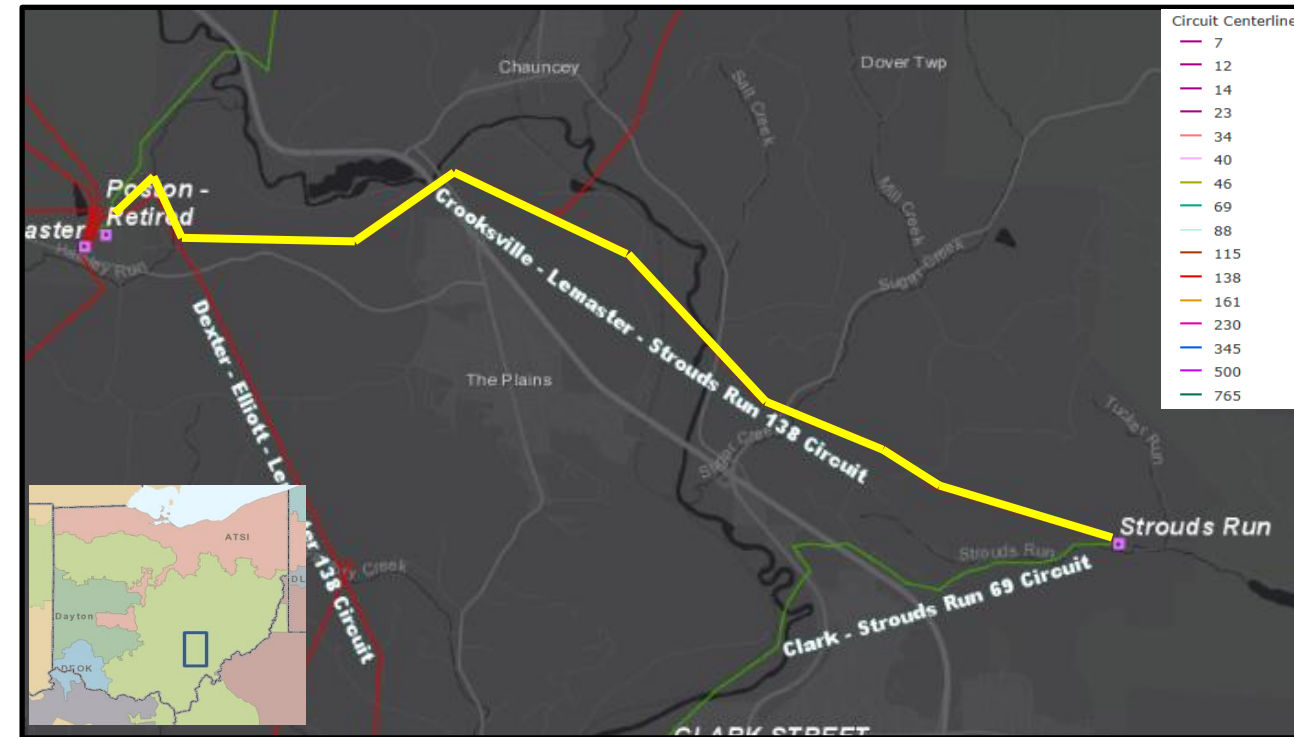 Circuit Centerline
7
12
14
23
34
40
46
69
88
115
138
161
230
345
500
765
Chauncey
Dover Twp
Salt Creek
Poston -
Retired
aster
Mill Creek
Crooksville - Lemaster - Strouds Run 138 Circuit
Sugar Creek
Dexter - Elliott - Le
ter 138 Circuit
The Plains
Tucker Run
Strouds Run
Strouds Run
Clark - Strouds Run 69 Circuit
Creek
ATSI
Dayton
DEOK
DL
CLARK STREET